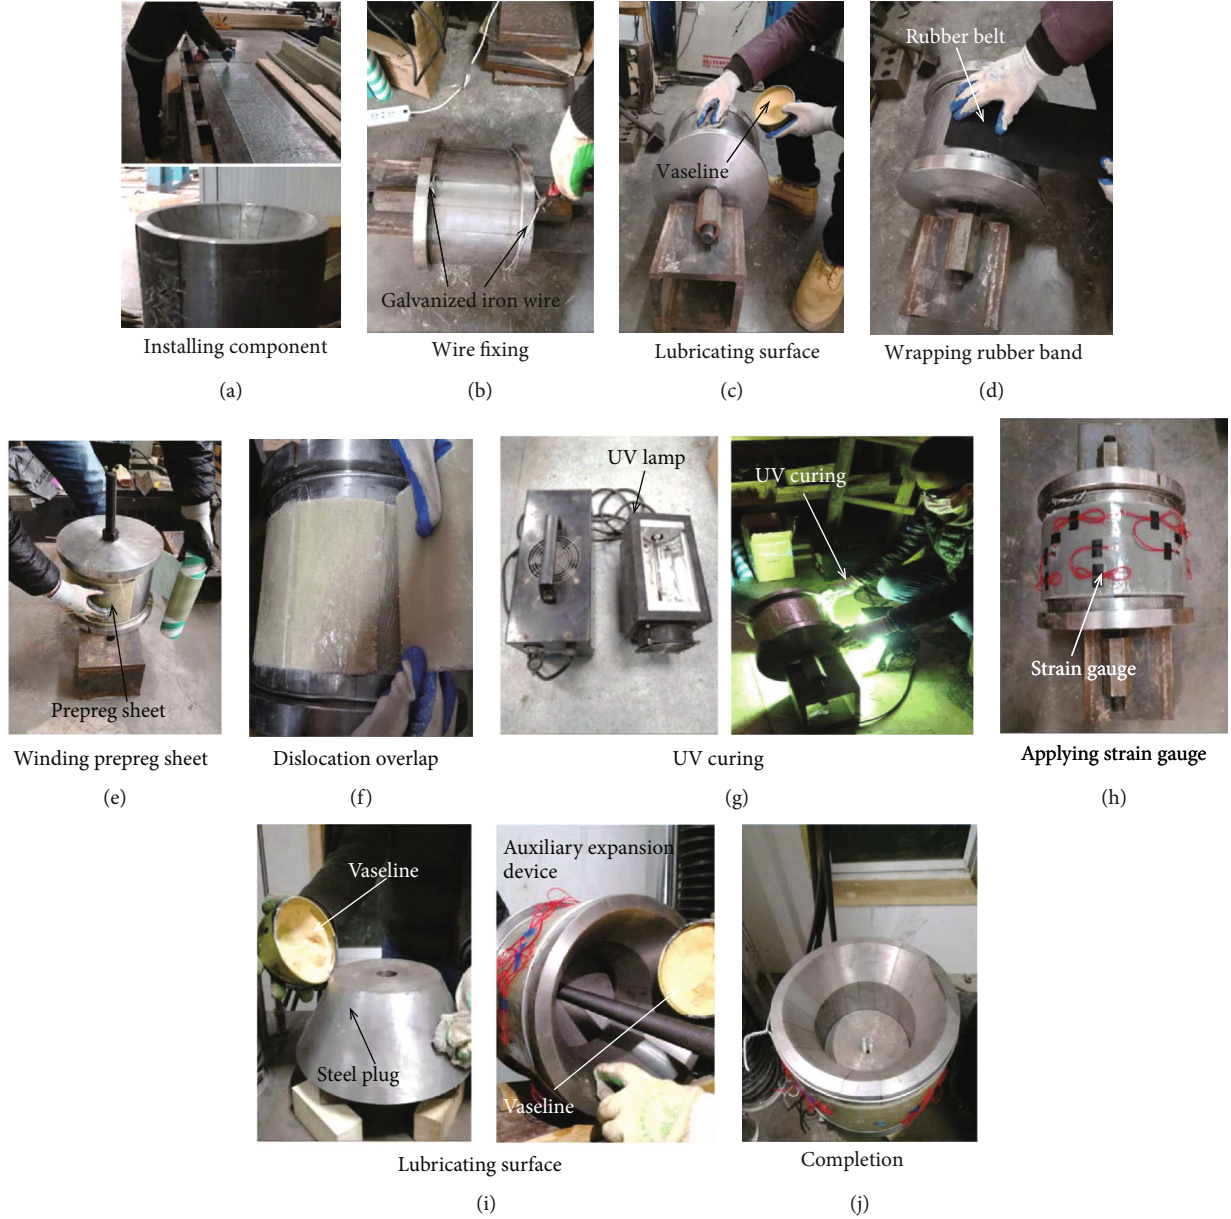 Installing component
(a)
Galvanized iron wire
Wire fixing
(b)
Vaseline
Lubricating surface
(c)
Rubber belt
Wrapping rubber band
(d)
Prepreg sheet
Winding prepreg sheet
(e)
Dislocation overlap
(f)
UV lamp
UV curing
UV curing
(g)
Strain gauge
Applying strain gauge
(h)
Vaseline
Steel plug
Auxiliary expansion
device
Vaseline
Lubricating surface
(i)
Completion
(j)